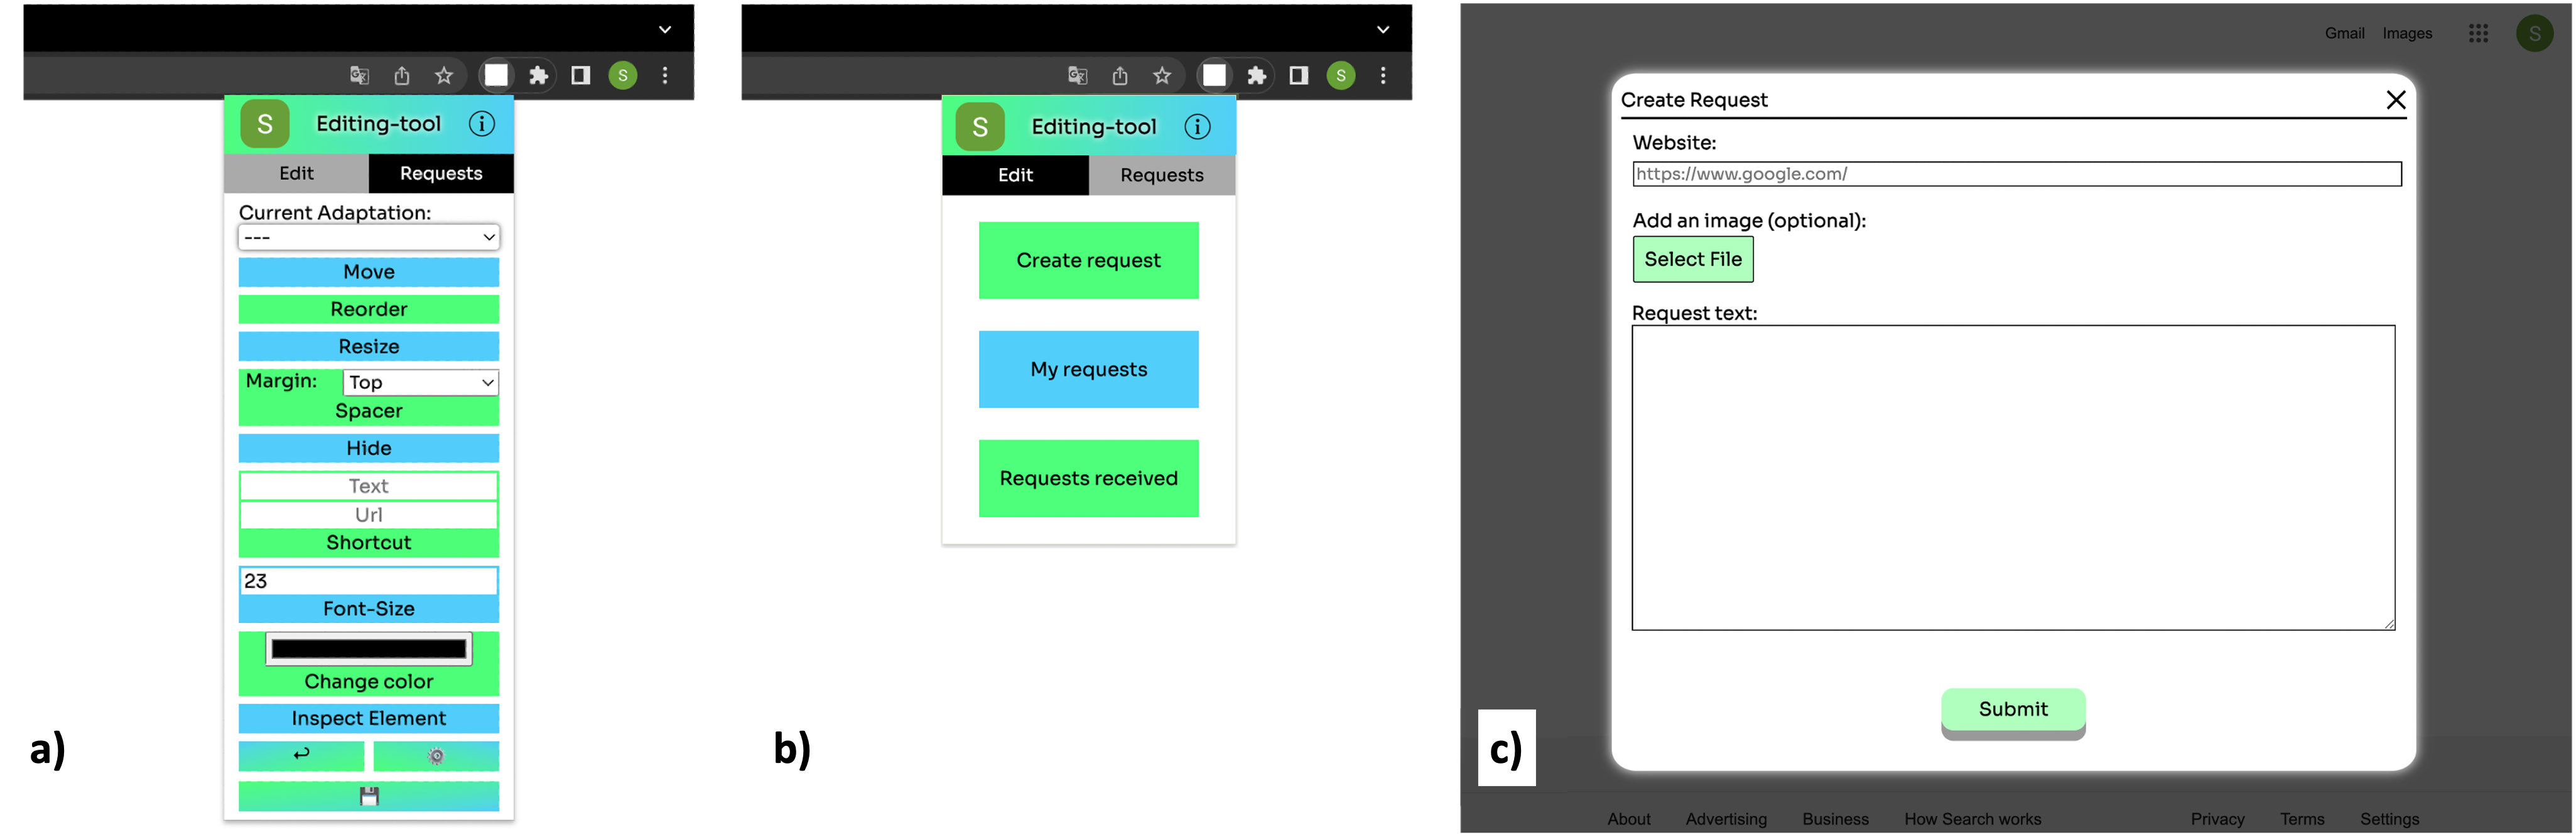 S
S Editing-tool i
Edit Requests
Current Adaptation:
---
Move
Reorder
Resize
Margin: Top
Spacer
Hide
Text
Url
Shortcut
23
Font-Size
Change color
Inspect Element
a)
S
S Editing-tool i
Edit Requests
Create request
My requests
Requests received
b)
Gmail Images S
Create Request
Website:
https://www.google.com/
Add an image (optional):
Select File
Request text:
Submit
c)
About Advertising Business How Search works Privacy Terms Settings